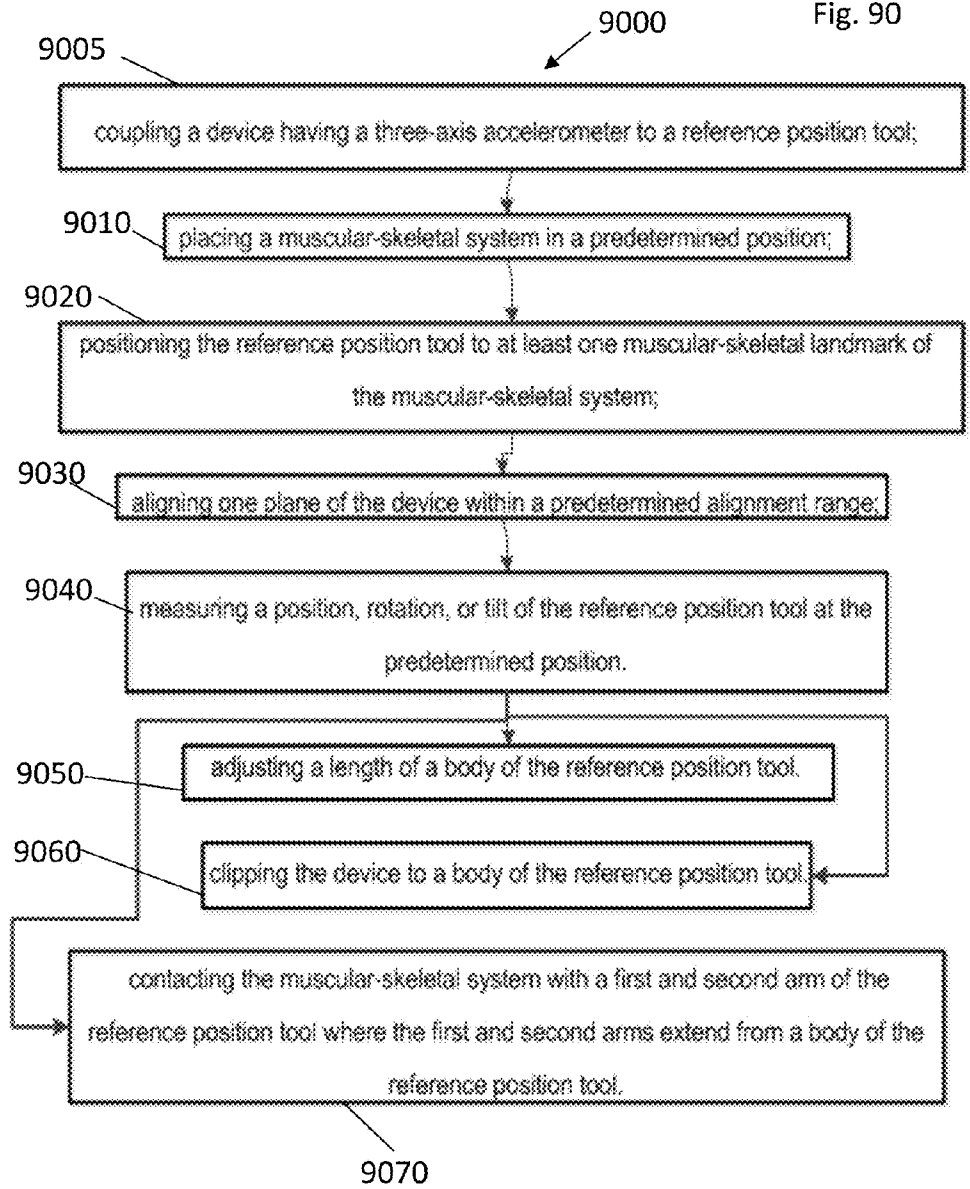 Fig. 90
9000
9005
coupling a device having a three-axis accelerometer to a reference position tool;
9010
placing a muscular-skeletal system in a predetermined position;
9020
positioning the reference position tool to at least one muscular-skeletal landmark of
the muscular-skeletal system;
9030
aligning one plane of the device within a predetermined alignment range;
9040
measuring a position, rotation, or tilt of the reference position tool at the
predetermined position.
9050
adjusting a length of a body of the reference position tool.
9060
clipping the device to a body of the reference position tool.
contacting the muscular-skeletal system with a first and second arm of the
reference position tool where the first and second arms extend from a body of the
reference position tool.
9070